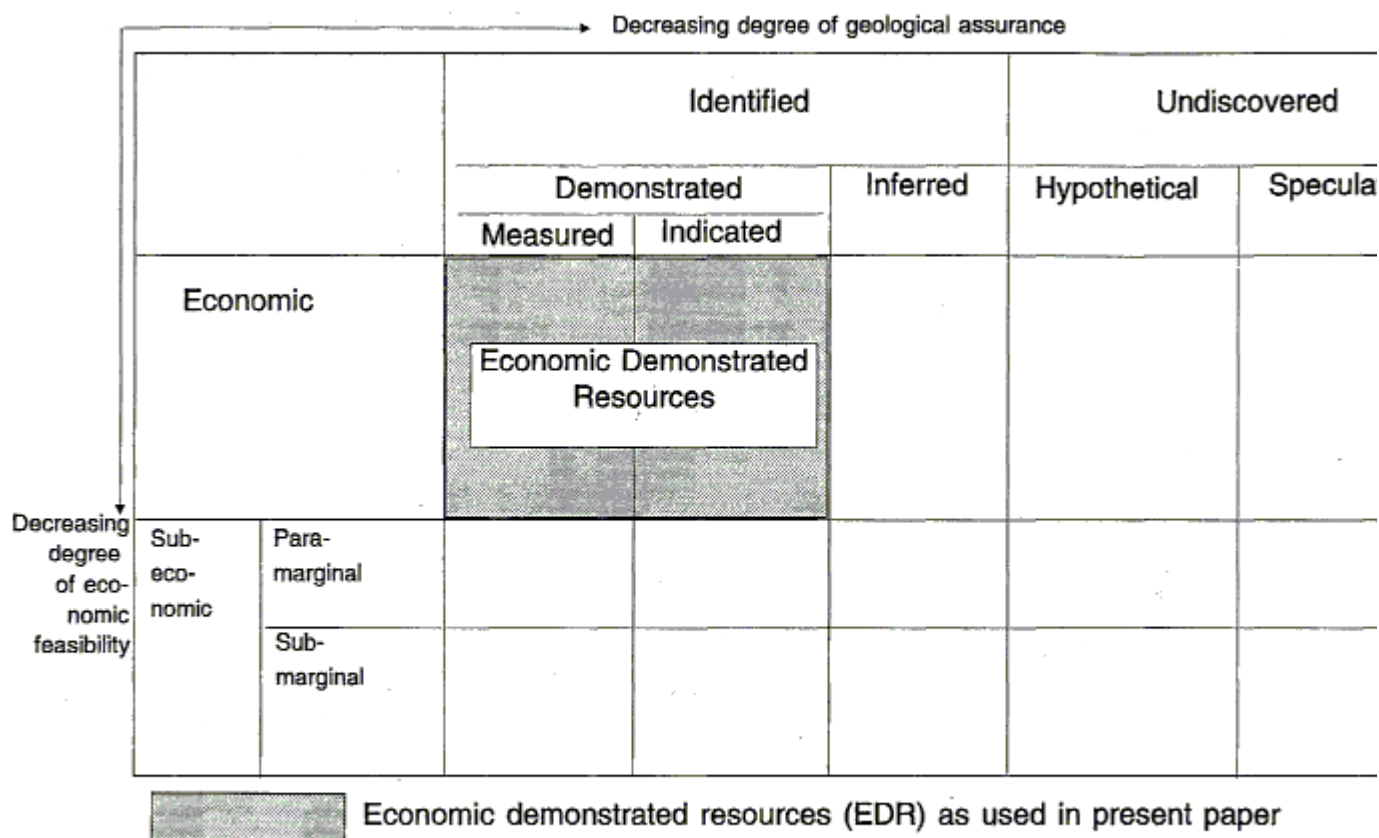 Decreasing degree of geological assurance
Identified
Undiscovered
Demonstrated
Inferred
Hypothetical
Speculat
Measured
Indicated
Economic
Economic Demonstrated
Resources
Decreasing
degree
of eco-
nomic
feasibility
Sub-
eco-
nomic
Para-
marginal
Sub-
marginal
Economic demonstrated resources (EDR) as used in present paper